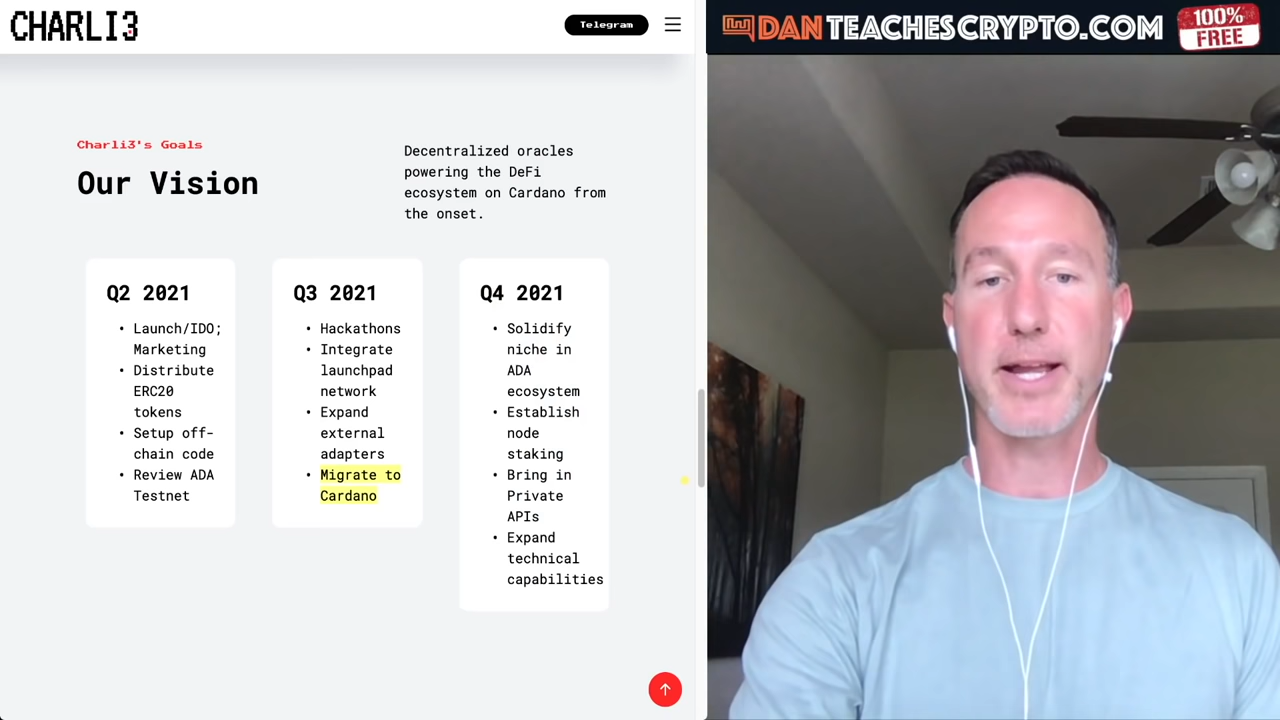 CHARLI3
Telegram
DANTEACHESCRYPTO.COM
100%
FREE
Charli3's Goals
Our Vision
Decentralized oracles
powering the DeFi
ecosystem on Cardano from
the onset.
Q2 2021
• Launch/IDO;
Marketing
• Distribute
ERC20
tokens
• Setup off-
chain code
• Review ADA
Testnet
Q3 2021
• Hackathons
• Integrate
launchpad
network
• Expand
external
adapters
• Migrate to
Cardano
Q4 2021
• Solidify
niche in
ADA
ecosystem
• Establish
node
staking
• Bring in
Private
APIs
• Expand
technical
capabilities